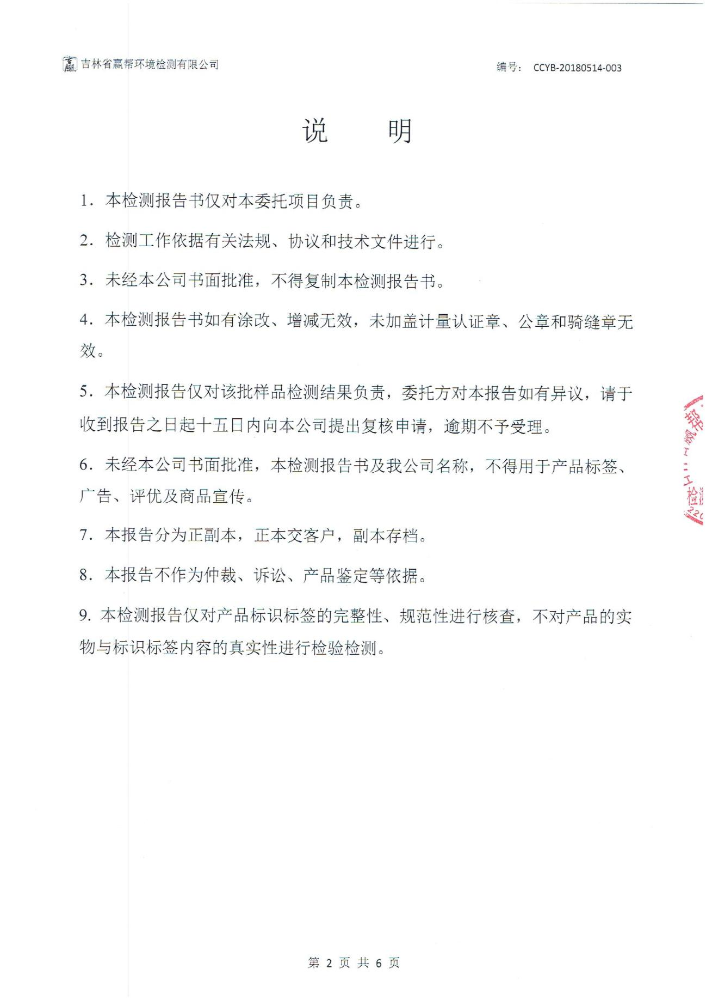 吉林省赢帮环境检测有限公司
编号： CCYB-20180514-003
说 明
1. 本检测报告书仅对本委托项目负责。
2. 检测工作依据有关法规、协议和技术文件进行。
3. 未经本公司书面批准，不得复制本检测报告书。
4. 本检测报告书如有涂改、增减无效，未加盖计量认证章、公章和骑缝章无
效。
5. 本检测报告仅对该批样品检测结果负责，委托方对本报告如有异议，请于
收到报告之日起十五日内向本公司提出复核申请，逾期不予受理。
6. 未经本公司书面批准，本检测报告书及我公司名称，不得用于产品标签、
广告、评优及商品宣传。
7. 本报告分为正副本，正本交客户，副本存档。
8. 本报告不作为仲裁、诉讼、产品鉴定等依据。
9. 本检测报告仅对产品标识标签的完整性、规范性进行核查，不对产品的实
物与标识标签内容的真实性进行检验检测。
检
220
第 2 页 共 6 页